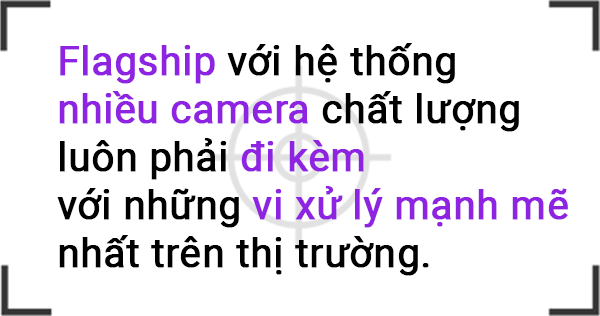 Flagship với hệ thống
nhiều camera chất lượng
luôn phải đi kèm
với những vi xử lý mạnh mẽ
nhất trên thị trường.